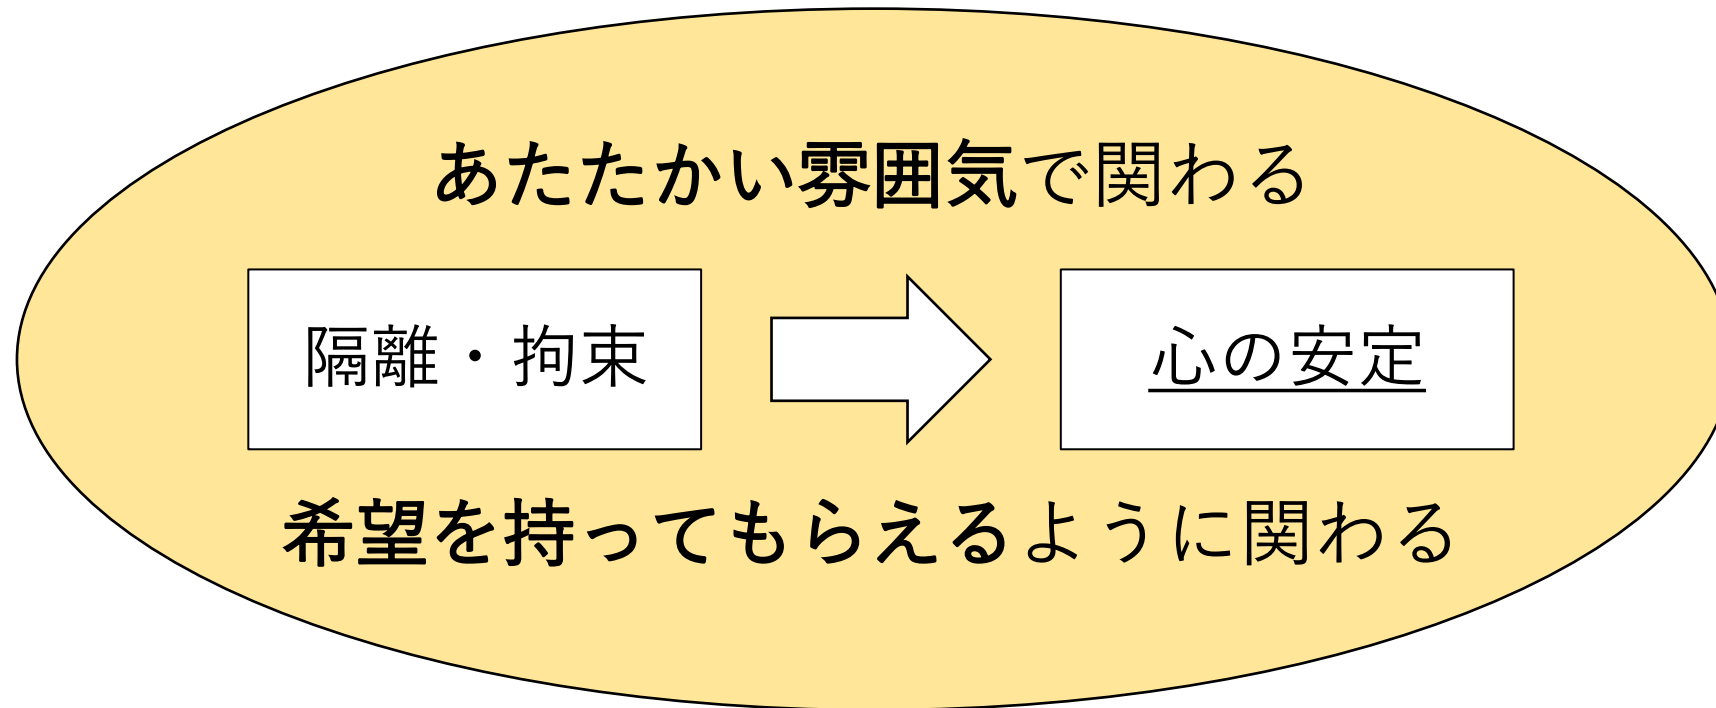 あたたかい雰囲気で関わる
隔離・拘束
心の安定
希望を持ってもらえるように関わる